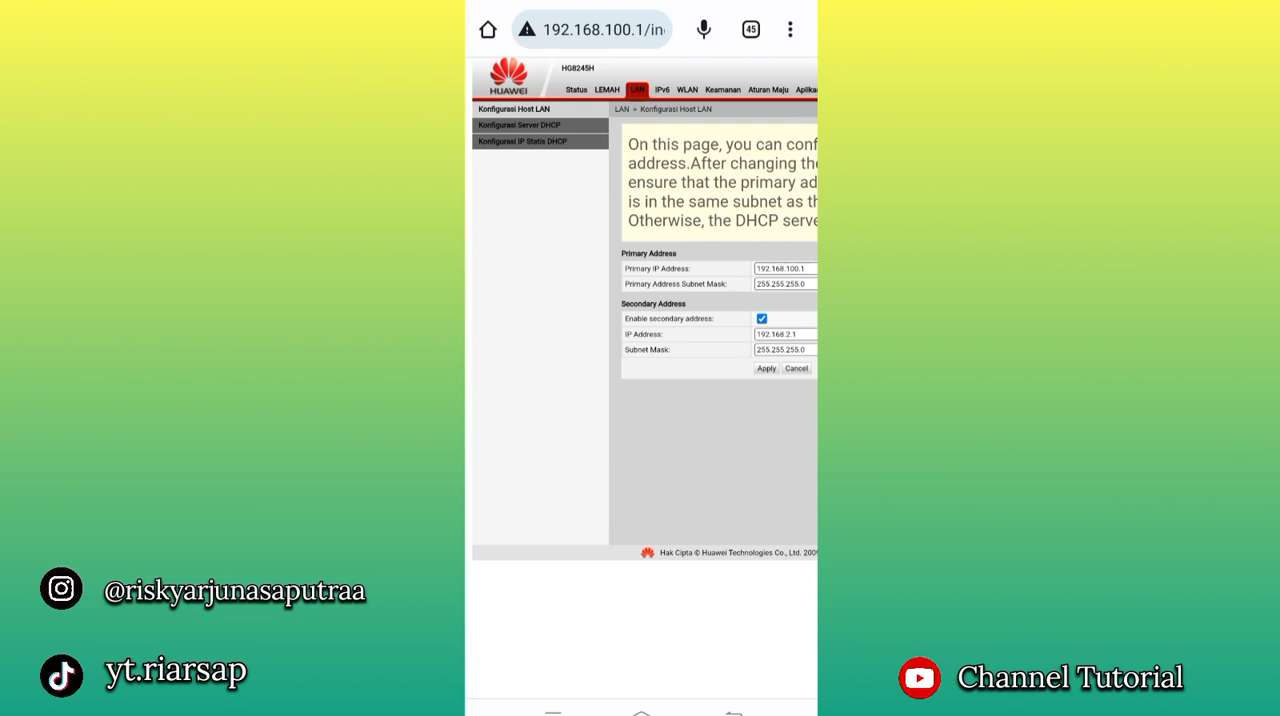 192.168.100.1/in
45
HUAWEI
HG8245H
Status LEMAH LAN IPv6 WLAN Keamanan Aturan Maju Aplika
Konfigurasi Host LAN
Konfigurasi Server DHCP
Konfigurasi IP Statis DHCP
LAN > Konfigurasi Host LAN
On this page, you can conf
address.After changing the
ensure that the primary ad
is in the same subnet as th
Otherwise, the DHCP serve
Primary Address
Primary IP Address: 192.168.100.1
Primary Address Subnet Mask: 255.255.255.0
Secondary Address
Enable secondary address:
IP Address: 192.168.2.1
Subnet Mask: 255.255.255.0
Apply Cancel
Hak Cipta © Huawei Technologies Co., Ltd. 2009
@riskyarjunasaputraa
yt.riarsap
Channel Tutorial